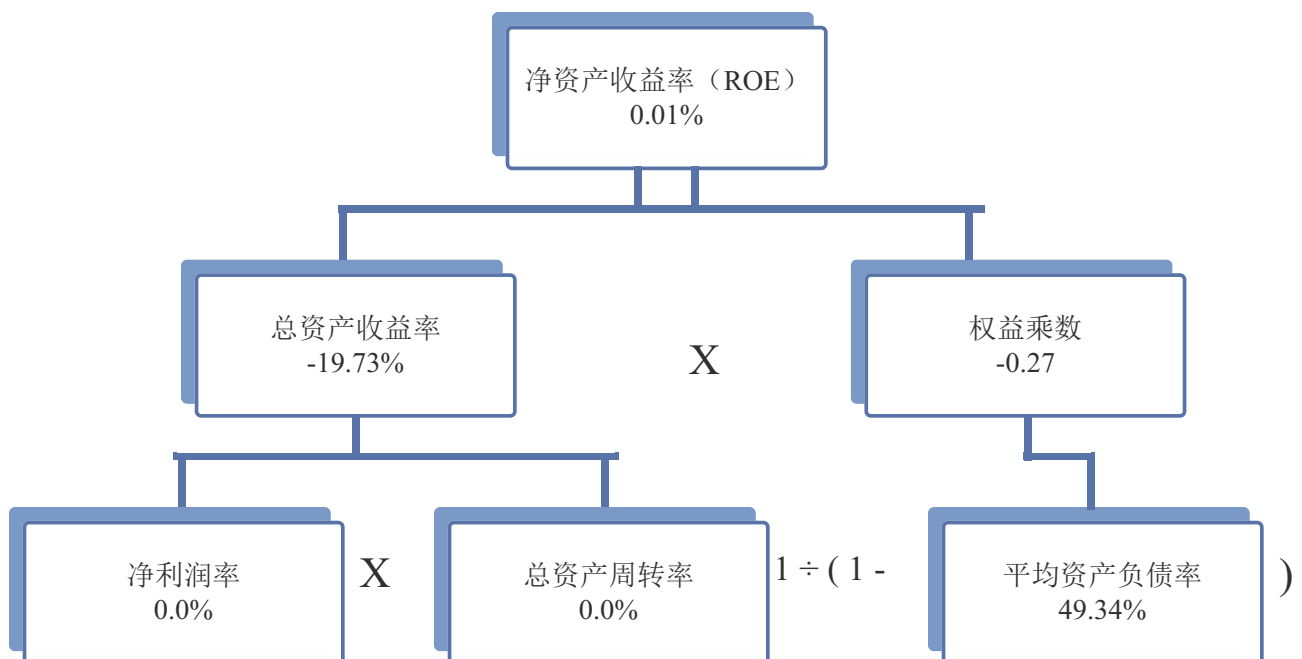 净资产收益率（ROE）
0.01%
总资产收益率
-19.73%
X
权益乘数
-0.27
净利润率
0.0%
X
总资产周转率
0.0%
1 ÷ ( 1 -
平均资产负债率
49.34%
)